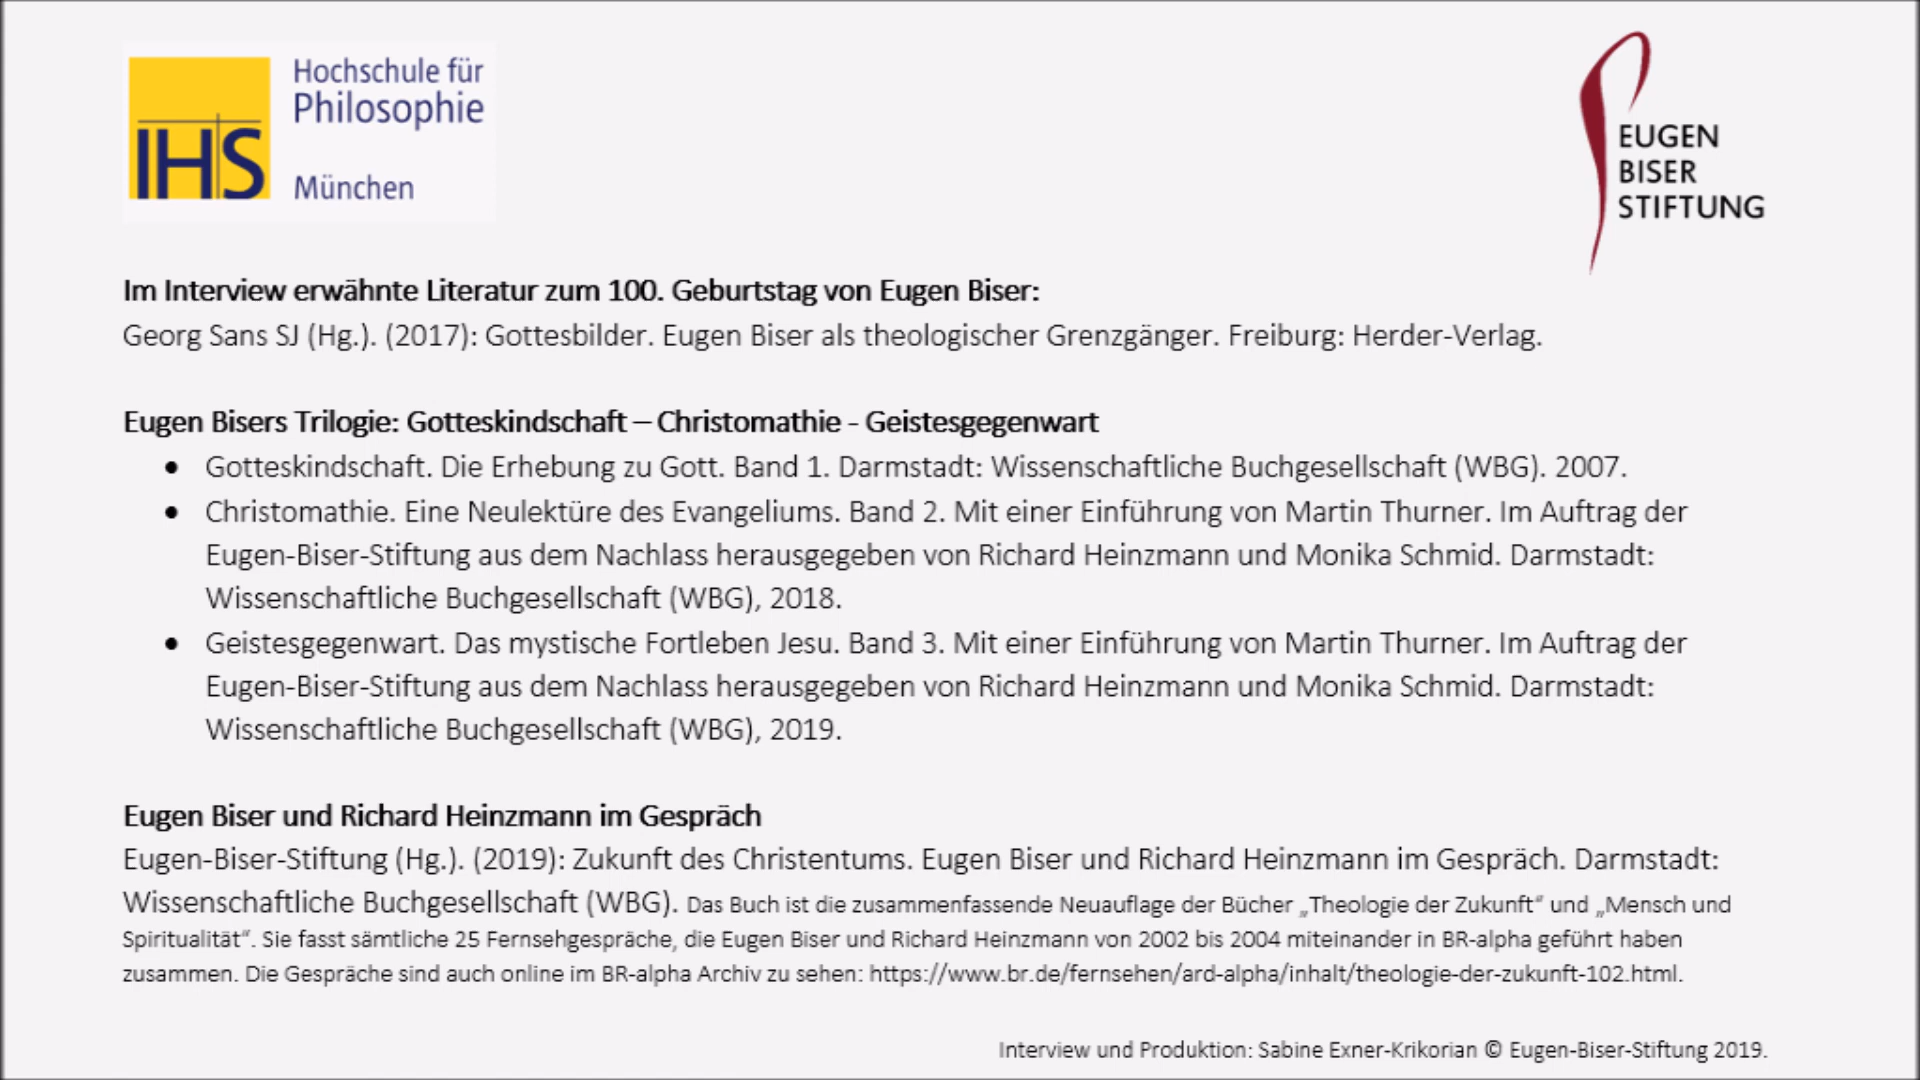 Hochschule für
Philosophie
IHS
München
EUGEN
BISER
STIFTUNG
Im Interview erwähnte Literatur zum 100. Geburtstag von Eugen Biser:
Georg Sans SJ (Hg.). (2017): Gottesbilder. Eugen Biser als theologischer Grenzgänger. Freiburg: Herder-Verlag.
Eugen Bisers Trilogie: Gotteskindschaft – Christomathie - Geistesgegenwart
• Gotteskindschaft. Die Erhebung zu Gott. Band 1. Darmstadt: Wissenschaftliche Buchgesellschaft (WBG). 2007.
• Christomathie. Eine Neulektüre des Evangeliums. Band 2. Mit einer Einführung von Martin Thurner. Im Auftrag der
Eugen-Biser-Stiftung aus dem Nachlass herausgegeben von Richard Heinzmann und Monika Schmid. Darmstadt:
Wissenschaftliche Buchgesellschaft (WBG), 2018.
• Geistesgegenwart. Das mystische Fortleben Jesu. Band 3. Mit einer Einführung von Martin Thurner. Im Auftrag der
Eugen-Biser-Stiftung aus dem Nachlass herausgegeben von Richard Heinzmann und Monika Schmid. Darmstadt:
Wissenschaftliche Buchgesellschaft (WBG), 2019.
Eugen Biser und Richard Heinzmann im Gespräch
Eugen-Biser-Stiftung (Hg.). (2019): Zukunft des Christentums. Eugen Biser und Richard Heinzmann im Gespräch. Darmstadt:
Wissenschaftliche Buchgesellschaft (WBG). Das Buch ist die zusammenfassende Neuauflage der Bücher „Theologie der Zukunft“ und „Mensch und
Spiritualität“. Sie fasst sämtliche 25 Fernsehgespräche, die Eugen Biser und Richard Heinzmann von 2002 bis 2004 miteinander in BR-alpha geführt haben
zusammen. Die Gespräche sind auch online im BR-alpha Archiv zu sehen: https://www.br.de/fernsehen/ard-alpha/inhalt/theologie-der-zukunft-102.html.
Interview und Produktion: Sabine Exner-Krikorian © Eugen-Biser-Stiftung 2019.